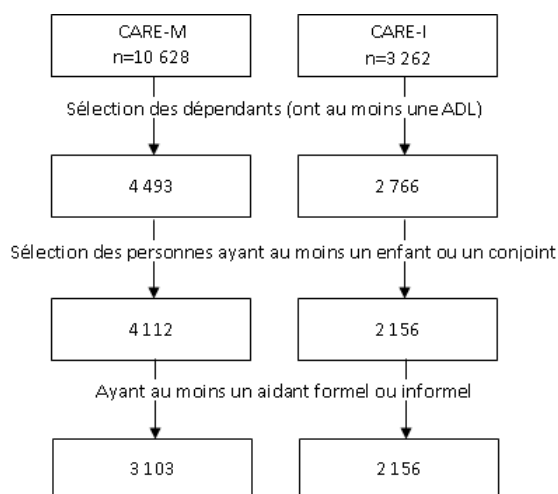 CARE-M
n=10 628
CARE-I
n=3 262
Sélection des dépendants (ont au moins une ADL)
4 493
2 766
Sélection des personnes ayant au moins un enfant ou un conjoint
4 112
2 156
Ayant au moins un aidant formel ou informel
3 103
2 156